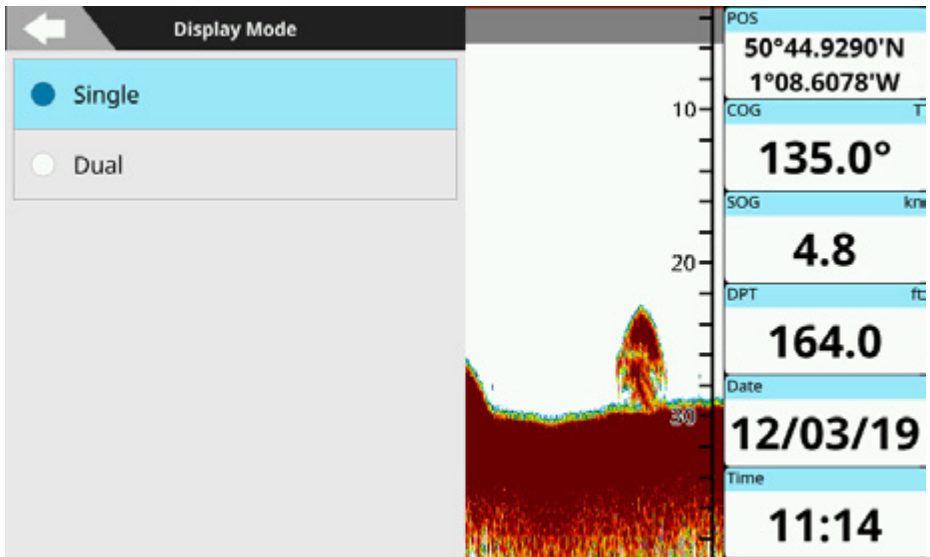 Display Mode
Single
Dual
10
20
30
POS
50°44.9290'N
1°08.6078'W
COG T
135.0°
SOG kn
4.8
DPT ft
164.0
Date
12/03/19
Time
11:14